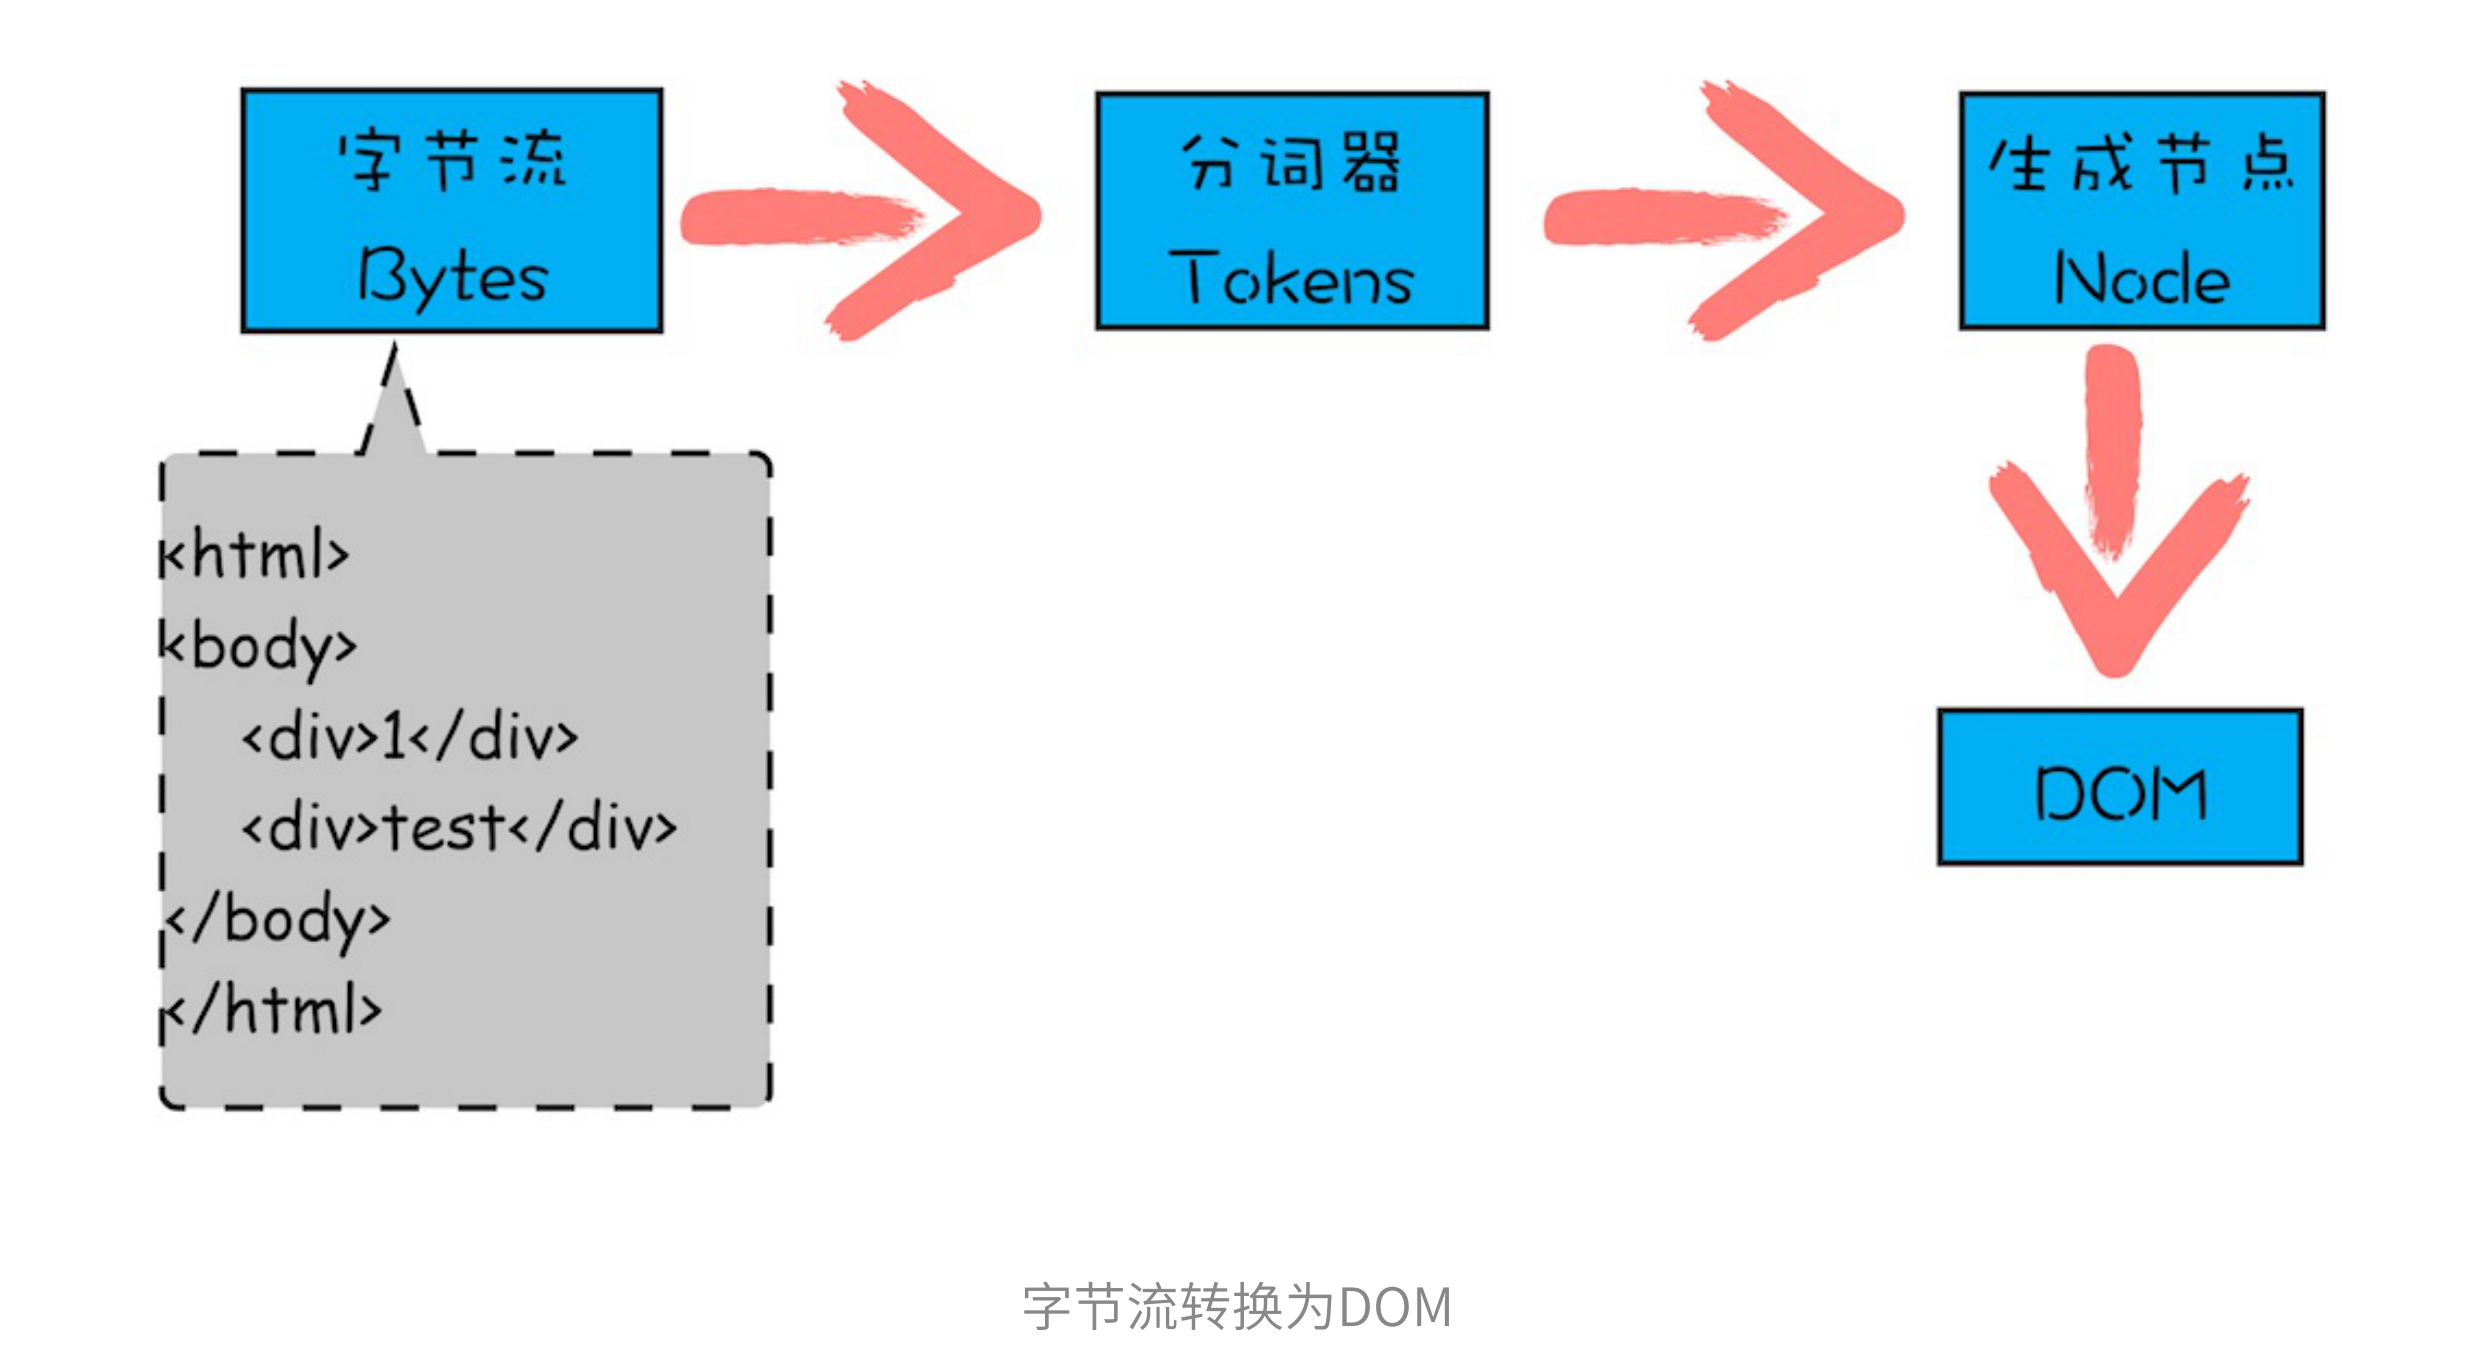 字节流
Bytes
分词器
Tokens
生成节点
Node
<html>
<body>
<div>1</div>
<div>test</div>
</body>
</html>
DOM
字节流转换为DOM